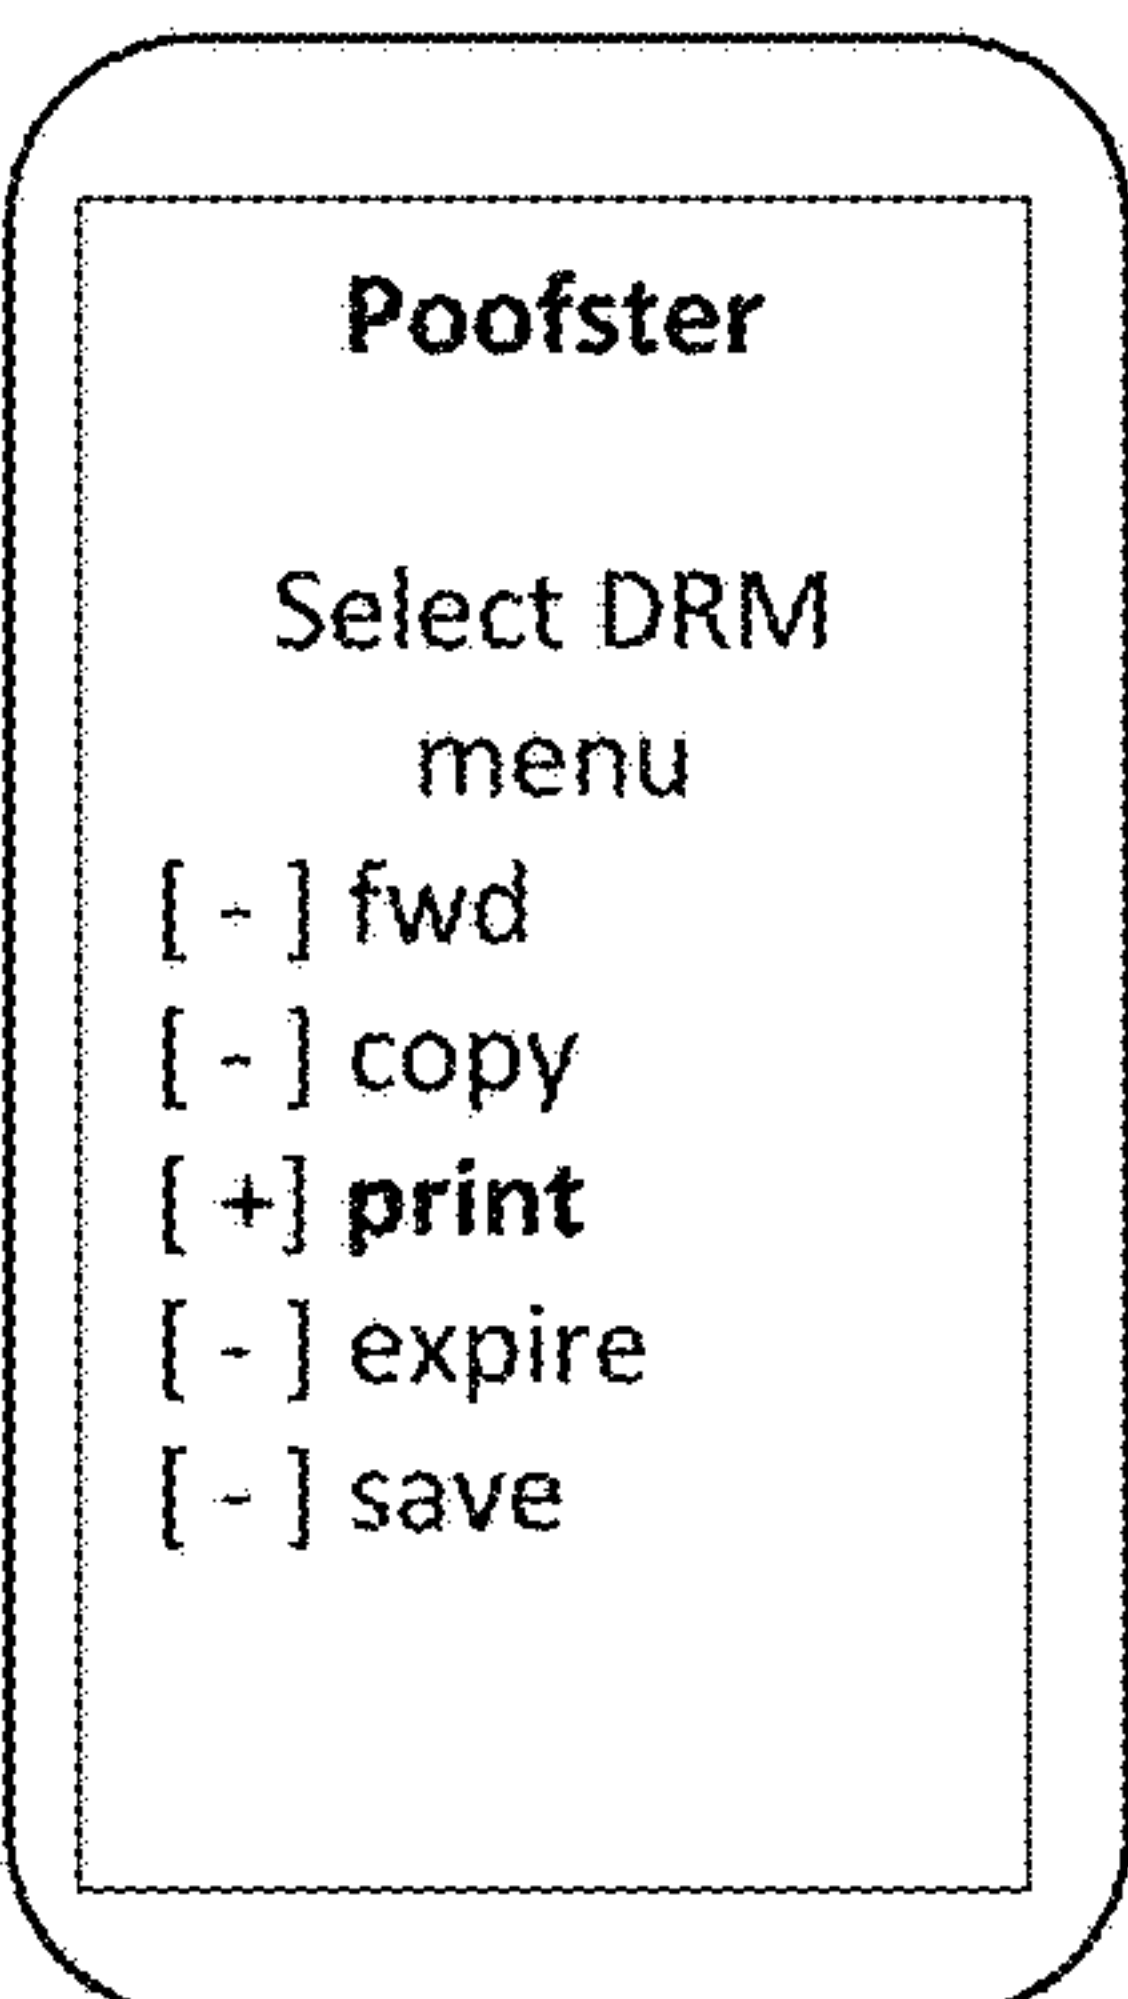 Poofster
Select DRM
menu
[ - ] fwd
[ - ] copy
[ +] print
[ - ] expire
[ - ] save